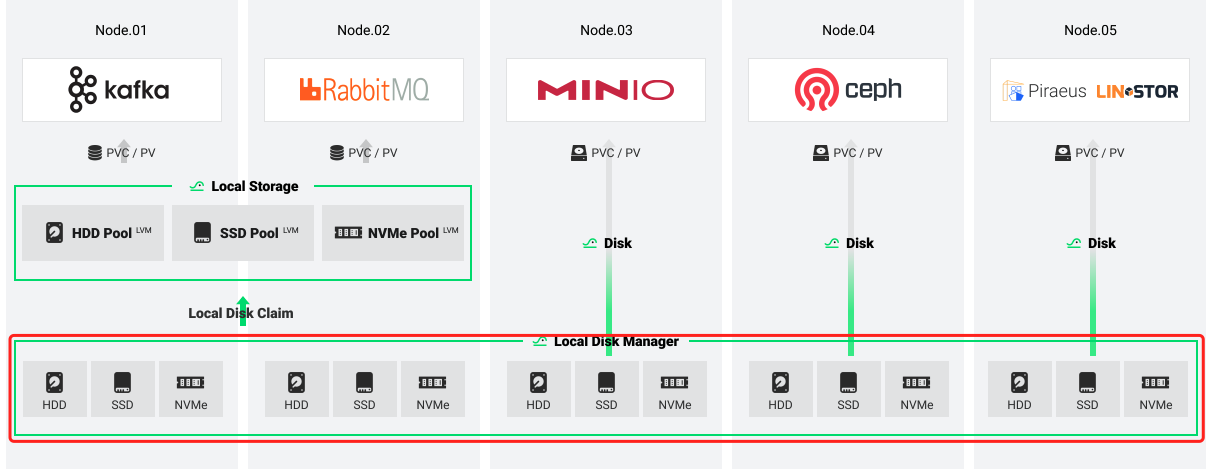 Node.01
Node.02
Node.03
Node.04
Node.05
kafka
RabbitMQ
MINIO
ceph
Piraeus LINSTOR
PVC / PV
PVC / PV
PVC / PV
PVC / PV
PVC / PV
Local Storage
HDD Pool LVM
SSD Pool LVM
NVMe Pool LVM
Disk
Disk
Disk
Local Disk Claim
Local Disk Manager
HDD
SSD
NVMe
HDD
SSD
NVMe
HDD
SSD
NVMe
HDD
SSD
NVMe
HDD
SSD
NVMe